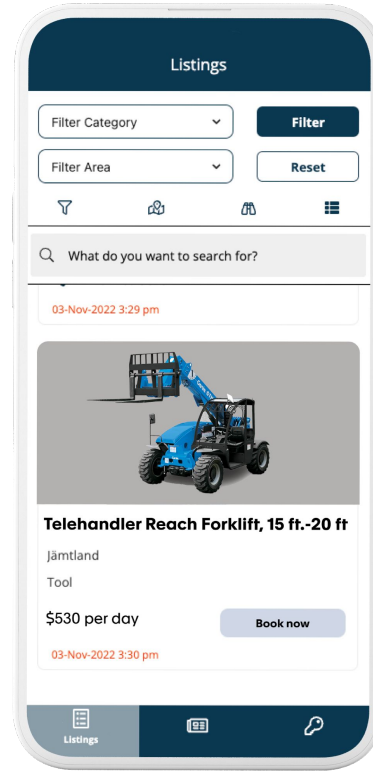 Listings
Filter Category
Filter
Filter Area
Reset
What do you want to search for?
03-Nov-2022 3:29 pm
Telehandler Reach Forklift, 15 ft.-20 ft
Jämtland
Tool
$530 per day
Book now
03-Nov-2022 3:30 pm
Listings